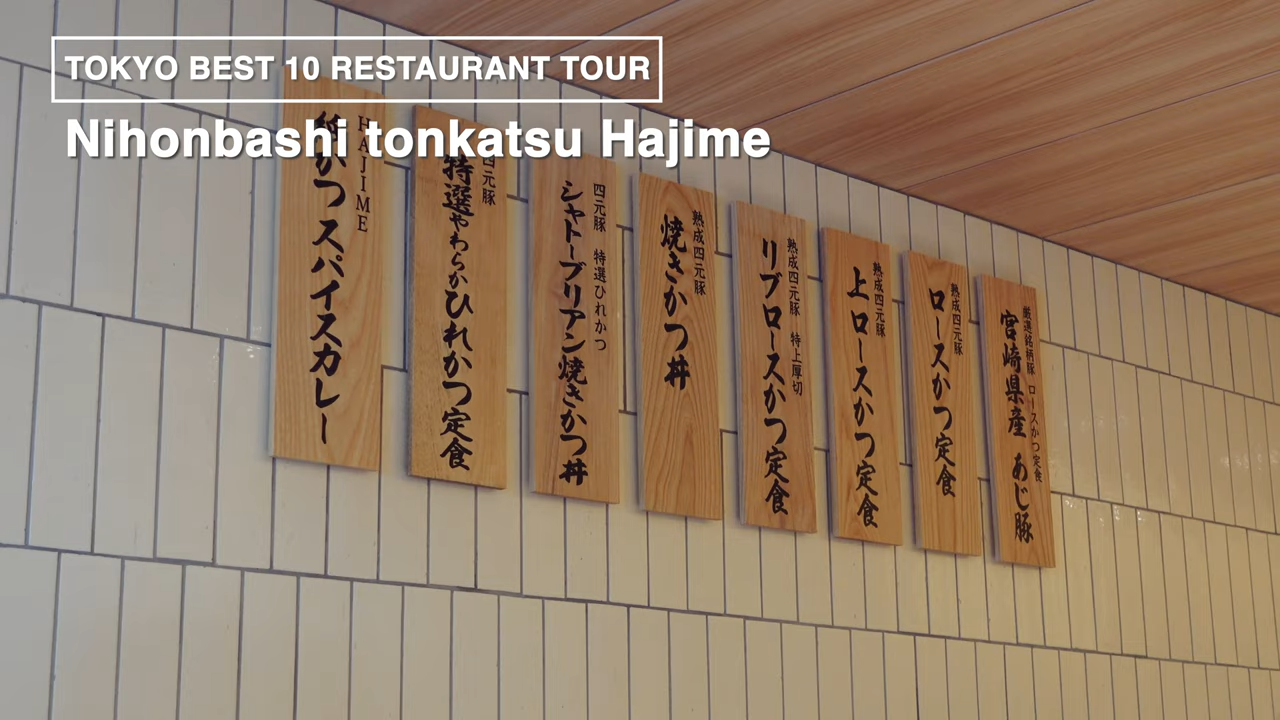 TOKYO BEST 10 RESTAURANT TOUR
Nihonbashi tonkatsu Hajime
厳選銘柄豚 ロースかつ定食
宮崎県産 あじ豚
熟成四元豚
ロースかつ定食
熟成四元豚
上ロースかつ定食
熟成四元豚 特上厚切
リブロースかつ定食
熟成四元豚
焼きかつ丼
四元豚 特選ひれかつ
シャトーブリアン焼きかつ丼
四元豚
特選やわらかひれかつ定食
HAJIME
かつスパイスカレー